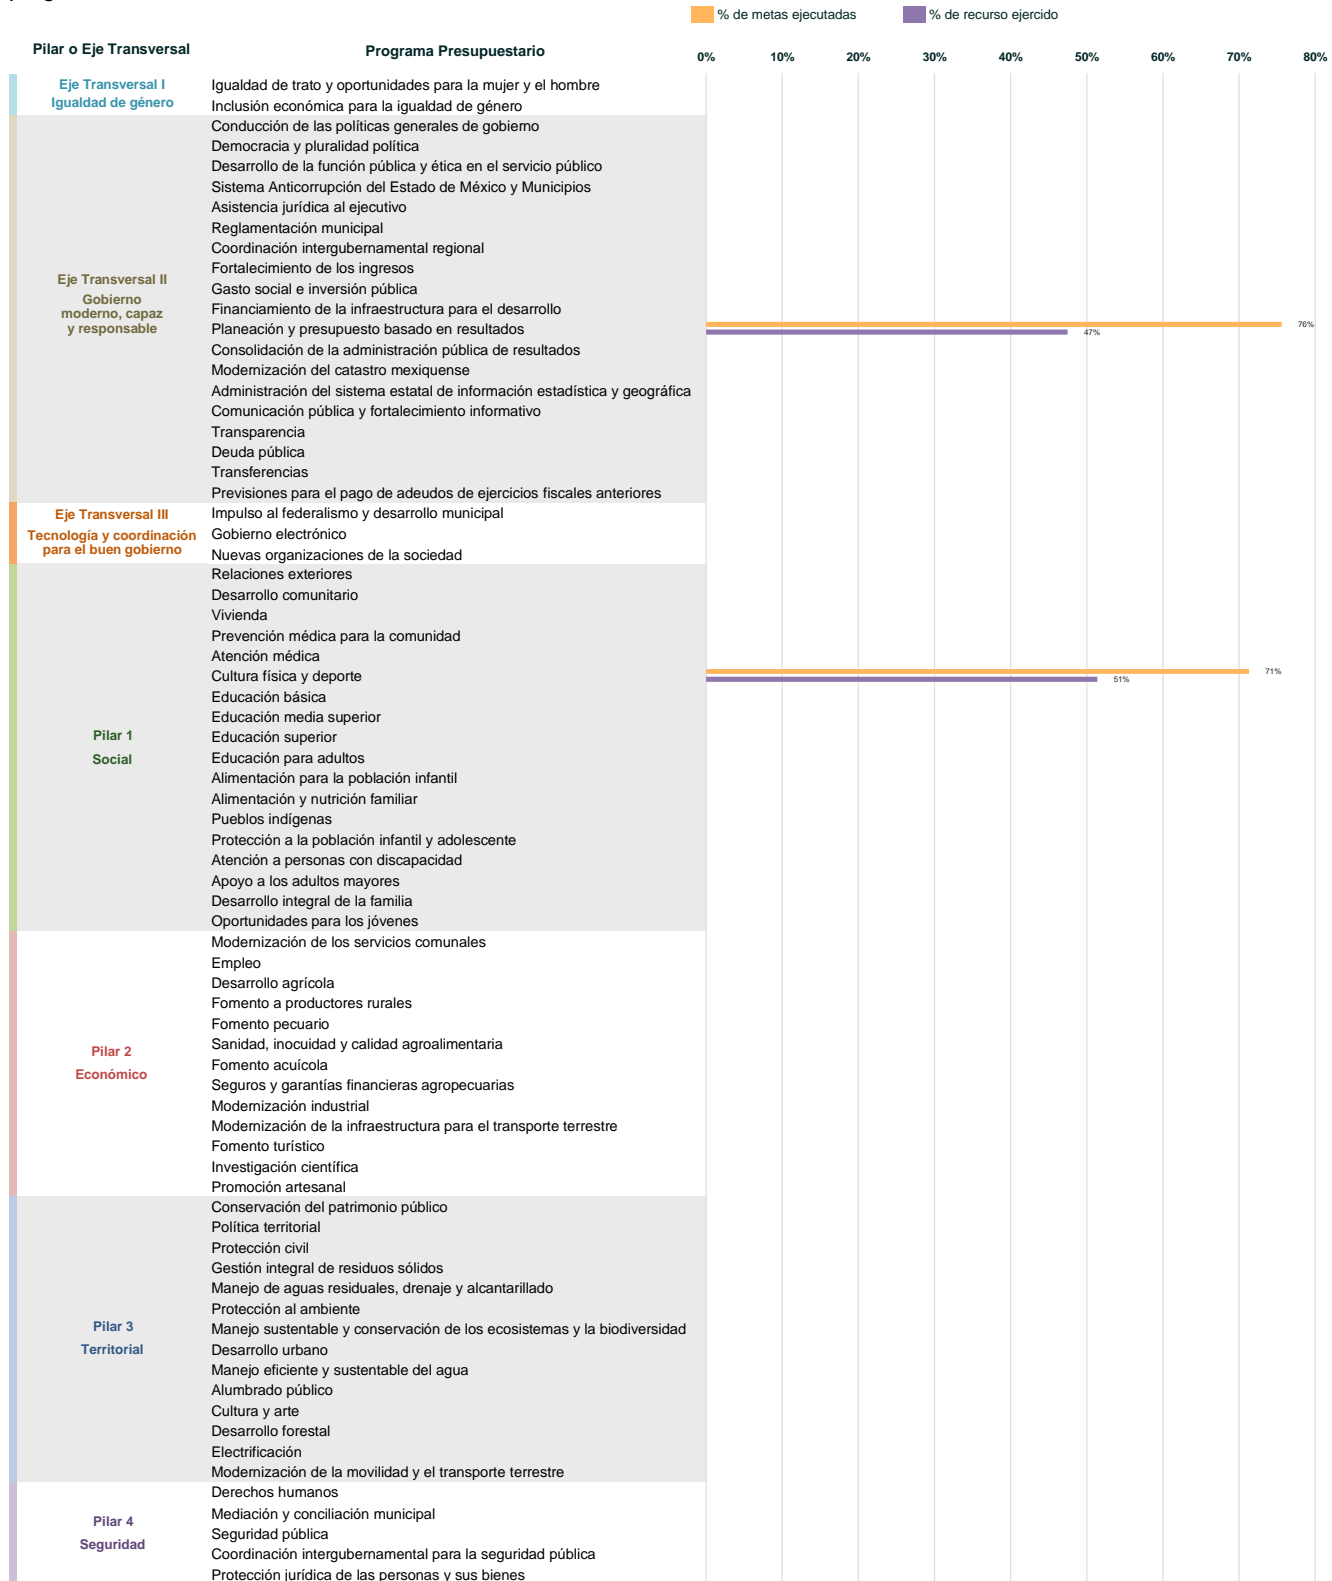 % de metas ejecutadas
% de recurso ejercido
Pilar o Eje Transversal
Programa Presupuestario
0% 10% 20% 30% 40% 50% 60% 70% 80%
Eje Transversal I
Igualdad de género
Igualdad de trato y oportunidades para la mujer y el hombre
Inclusión económica para la igualdad de género
Eje Transversal II
Gobierno
moderno, capaz
y responsable
Conducción de las políticas generales de gobierno
Democracia y pluralidad política
Desarrollo de la función pública y ética en el servicio público
Sistema Anticorrupción del Estado de México y Municipios
Asistencia jurídica al ejecutivo
Reglamentación municipal
Coordinación intergubernamental regional
Fortalecimiento de los ingresos
Gasto social e inversión pública
Financiamiento de la infraestructura para el desarrollo
Planeación y presupuesto basado en resultados
76%
47%
Consolidación de la administración pública de resultados
Modernización del catastro mexiquense
Administración del sistema estatal de información estadística y geográfica
Comunicación pública y fortalecimiento informativo
Transparencia
Deuda pública
Transferencias
Previsiones para el pago de adeudos de ejercicios fiscales anteriores
Eje Transversal III
Tecnología y coordinación
para el buen gobierno
Impulso al federalismo y desarrollo municipal
Gobierno electrónico
Nuevas organizaciones de la sociedad
Pilar 1
Social
Relaciones exteriores
Desarrollo comunitario
Vivienda
Prevención médica para la comunidad
Atención médica
Cultura física y deporte
71%
51%
Educación básica
Educación media superior
Educación superior
Educación para adultos
Alimentación para la población infantil
Alimentación y nutrición familiar
Pueblos indígenas
Protección a la población infantil y adolescente
Atención a personas con discapacidad
Apoyo a los adultos mayores
Desarrollo integral de la familia
Oportunidades para los jóvenes
Pilar 2
Económico
Modernización de los servicios comunales
Empleo
Desarrollo agrícola
Fomento a productores rurales
Fomento pecuario
Sanidad, inocuidad y calidad agroalimentaria
Fomento acuícola
Seguros y garantías financieras agropecuarias
Modernización industrial
Modernización de la infraestructura para el transporte terrestre
Fomento turístico
Investigación científica
Promoción artesanal
Pilar 3
Territorial
Conservación del patrimonio público
Política territorial
Protección civil
Gestión integral de residuos sólidos
Manejo de aguas residuales, drenaje y alcantarillado
Protección al ambiente
Manejo sustentable y conservación de los ecosistemas y la biodiversidad
Desarrollo urbano
Manejo eficiente y sustentable del agua
Alumbrado público
Cultura y arte
Desarrollo forestal
Electrificación
Modernización de la movilidad y el transporte terrestre
Pilar 4
Seguridad
Derechos humanos
Mediación y conciliación municipal
Seguridad pública
Coordinación intergubernamental para la seguridad pública
Protección jurídica de las personas y sus bienes